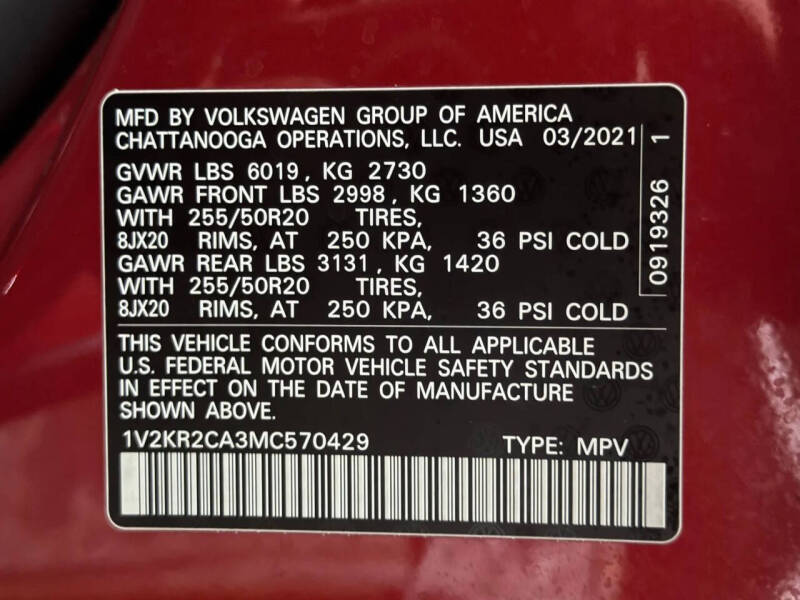 MFD BY VOLKSWAGEN GROUP OF AMERICA
CHATTANOOGA OPERATIONS, LLC. USA 03/2021
GVWR LBS 6019, KG 2730
GAWR FRONT LBS 2998, KG 1360
WITH 255/50R20 TIRES,
8JX20 RIMS, AT 250 KPA, 36 PSI COLD
GAWR REAR LBS 3131, KG 1420
WITH 255/50R20 TIRES,
8JX20 RIMS, AT 250 KPA, 36 PSI COLD
0919326 1
THIS VEHICLE CONFORMS TO ALL APPLICABLE
U.S. FEDERAL MOTOR VEHICLE SAFETY STANDARDS
IN EFFECT ON THE DATE OF MANUFACTURE
SHOWN ABOVE.
1V2KR2CA3MC570429 TYPE: MPV